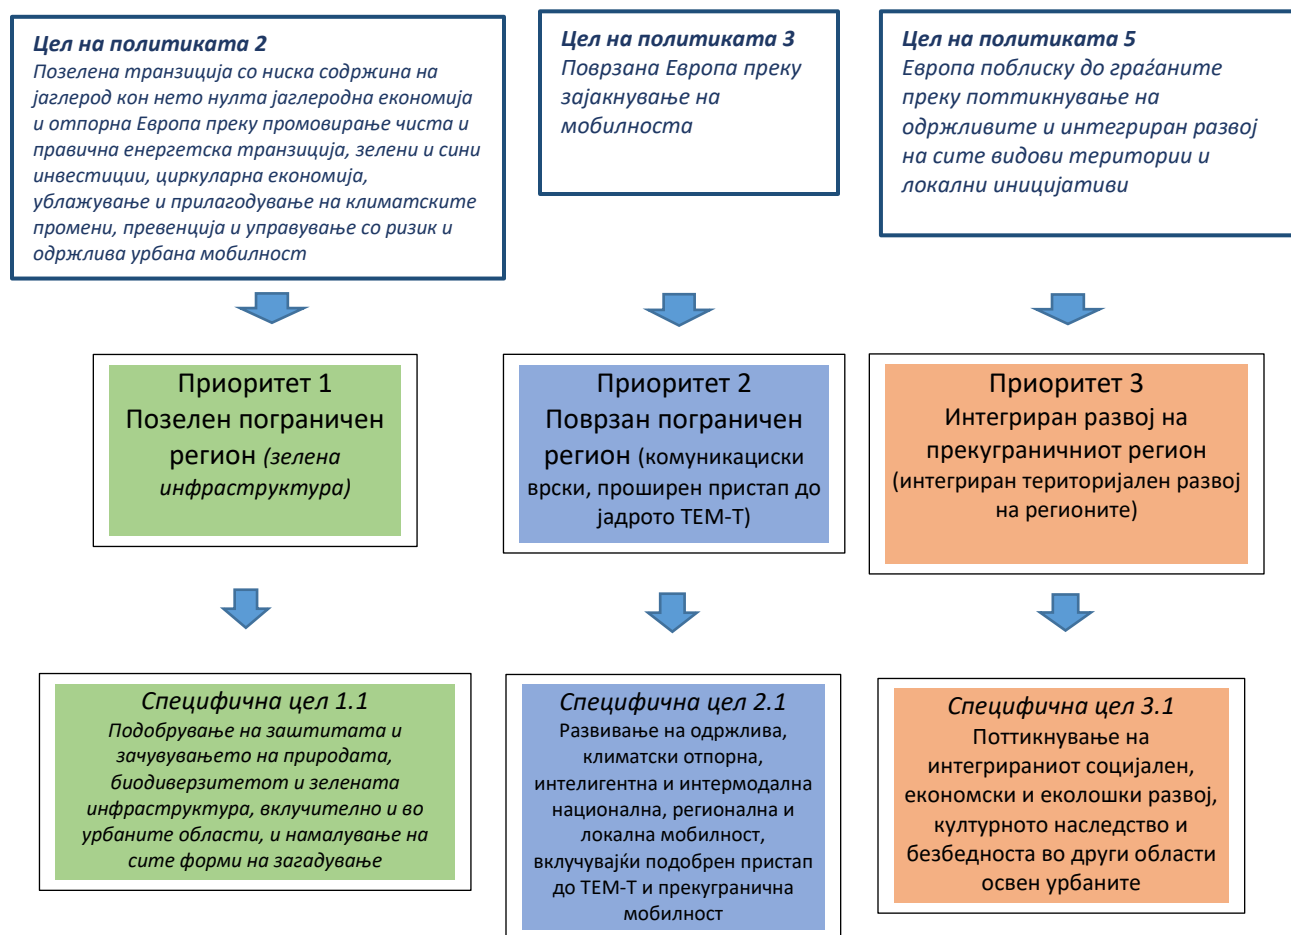 Цел на политиката 2
Позелена транзиција со ниска содржина на
јаглерод кон нето нулта јаглеродна економија
и отпорна Европа преку промовирање чиста и
правична енергетска транзиција, зелени и сини
инвестиции, циркуларна економија,
ублажување и прилагодување на климатските
промени, превенција и управување со ризик и
одржлива урбана мобилност
Цел на политиката 3
Поврзана Европа преку
зајакнување на
мобилноста
Цел на политиката 5
Европа поблиску до граѓаните
преку поттикнување на
одржливите и интегриран развој
на сите видови територии и
локални иницијативи
Приоритет 1
Позелен пограничен
регион (зелена
инфраструктура)
Приоритет 2
Поврзан пограничен
регион (комуникациски
врски, проширен пристап до
јадрото ТЕМ-Т)
Приоритет 3
Интегриран развој на
прекуграничниот регион
(интегриран територијален развој
на регионите)
Специфична цел 1.1
Подобрување на заштитата и
зачувувањето на природата,
биодиверзитетот и зелената
инфраструктура, вклучително и во
урбаните области, и намалување на
сите форми на загадување
Специфична цел 2.1
Развивање на одржлива,
климатски отпорна,
интелигентна и интермодална
национална, регионална и
локална мобилност,
вклучувајќи подобрен пристап
до ТЕМ-Т и прекугранична
мобилност
Специфична цел 3.1
Поттикнување на
интегрираниот социјален,
економски и еколошки развој,
културното наследство и
безбедноста во други области
освен урбаните